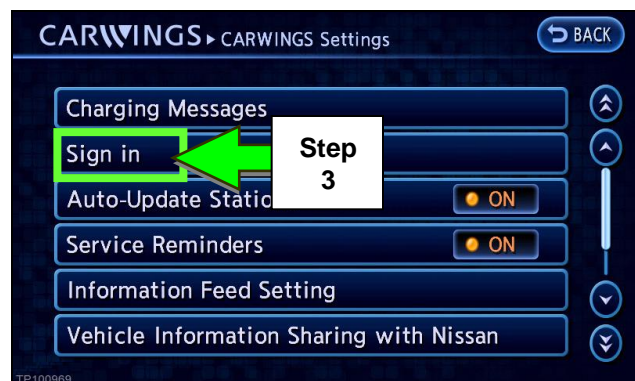 CARWINGS ▸ CARWINGS Settings
BACK
Charging Messages
Sign in
Step
3
Auto-Update Statio
ON
Service Reminders
ON
Information Feed Setting
Vehicle Information Sharing with Nissan
TP100969